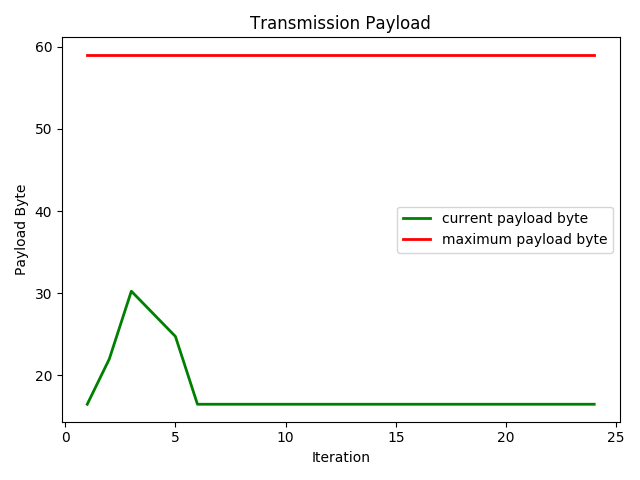 Transmission Payload
60
50
40
30
20
Payload Byte
current payload byte
maximum payload byte
0 5 10 15 20 25
Iteration